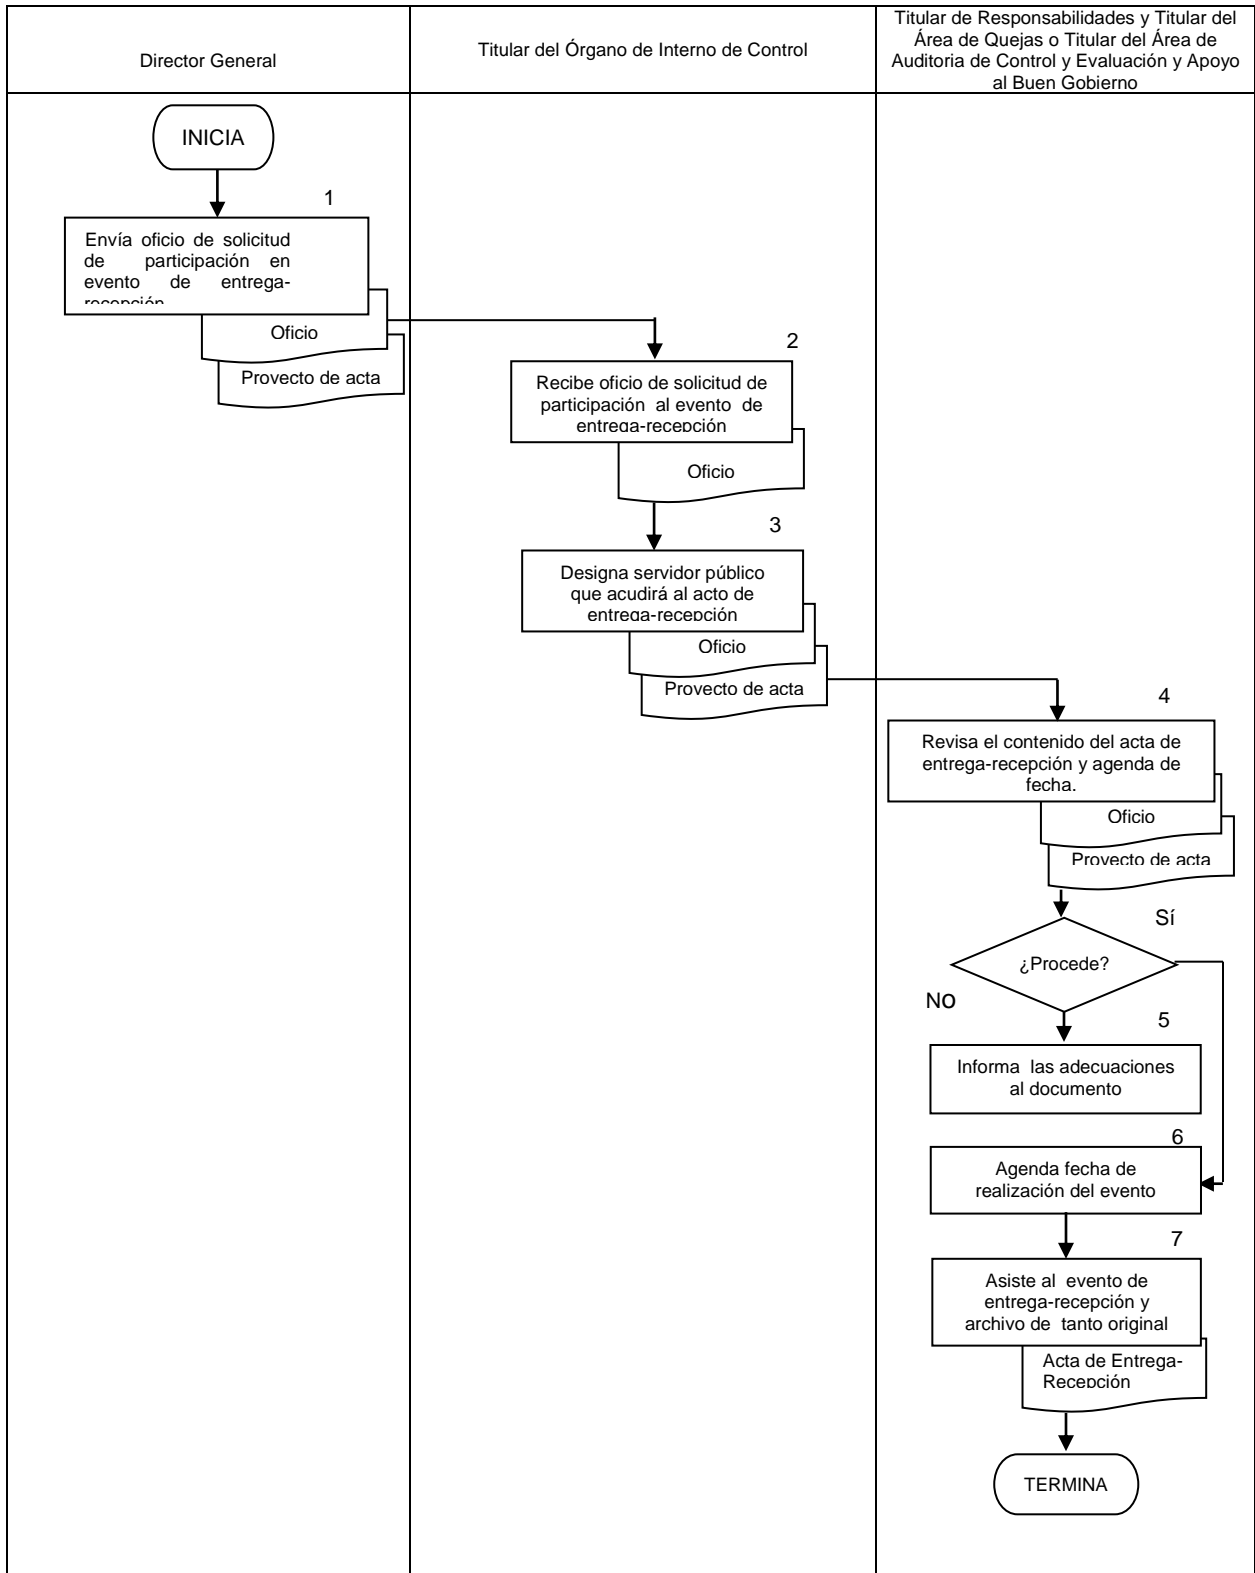 Director General
Titular del Órgano de Interno de Control
Titular de Responsabilidades y Titular del
Área de Quejas o Titular del Área de
Auditoria de Control y Evaluación y Apoyo
al Buen Gobierno
INICIA
1
Envía oficio de solicitud
de participación en
evento de entrega-
recepción
Oficio
Proyecto de acta
2
Recibe oficio de solicitud de
participación al evento de
entrega-recepción
Oficio
3
Designa servidor público
que acudirá al acto de
entrega-recepción
Oficio
Proyecto de acta
4
Revisa el contenido del acta de
entrega-recepción y agenda de
fecha.
Oficio
Proyecto de acta
Sí
¿Procede?
No
5
Informa las adecuaciones
al documento
6
Agenda fecha de
realización del evento
7
Asiste al evento de
entrega-recepción y
archivo de tanto original
Acta de Entrega-
Recepción
TERMINA